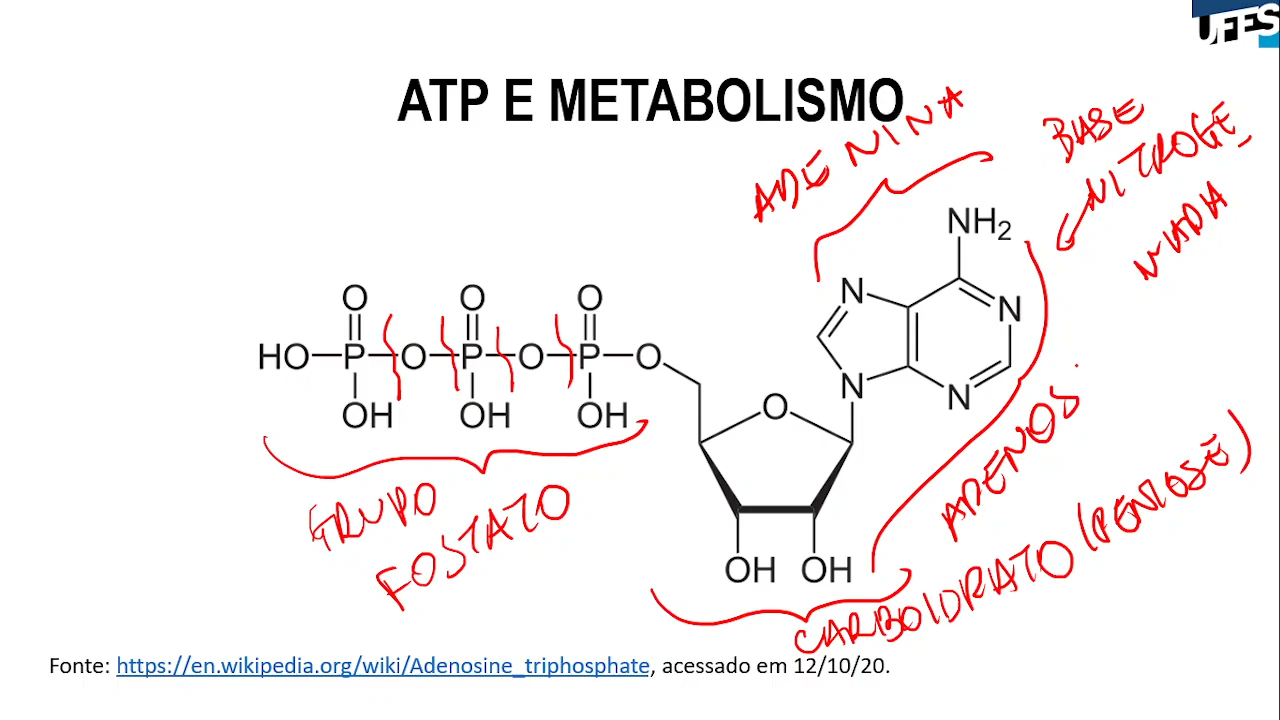 UFES
ATP E METABOLISMO
ADENINA
BASE
NITROGE
NADA
NH2
N
N
N
N
O
O
O
HO
P
O
P
O
P
O
OH
OH
OH
O
OH
OH
GRUPO
FOSFATO
ADENOS
CARBOIDRATO (PENTOSE)
Fonte: https://en.wikipedia.org/wiki/Adenosine_triphosphate, acessado em 12/10/20.